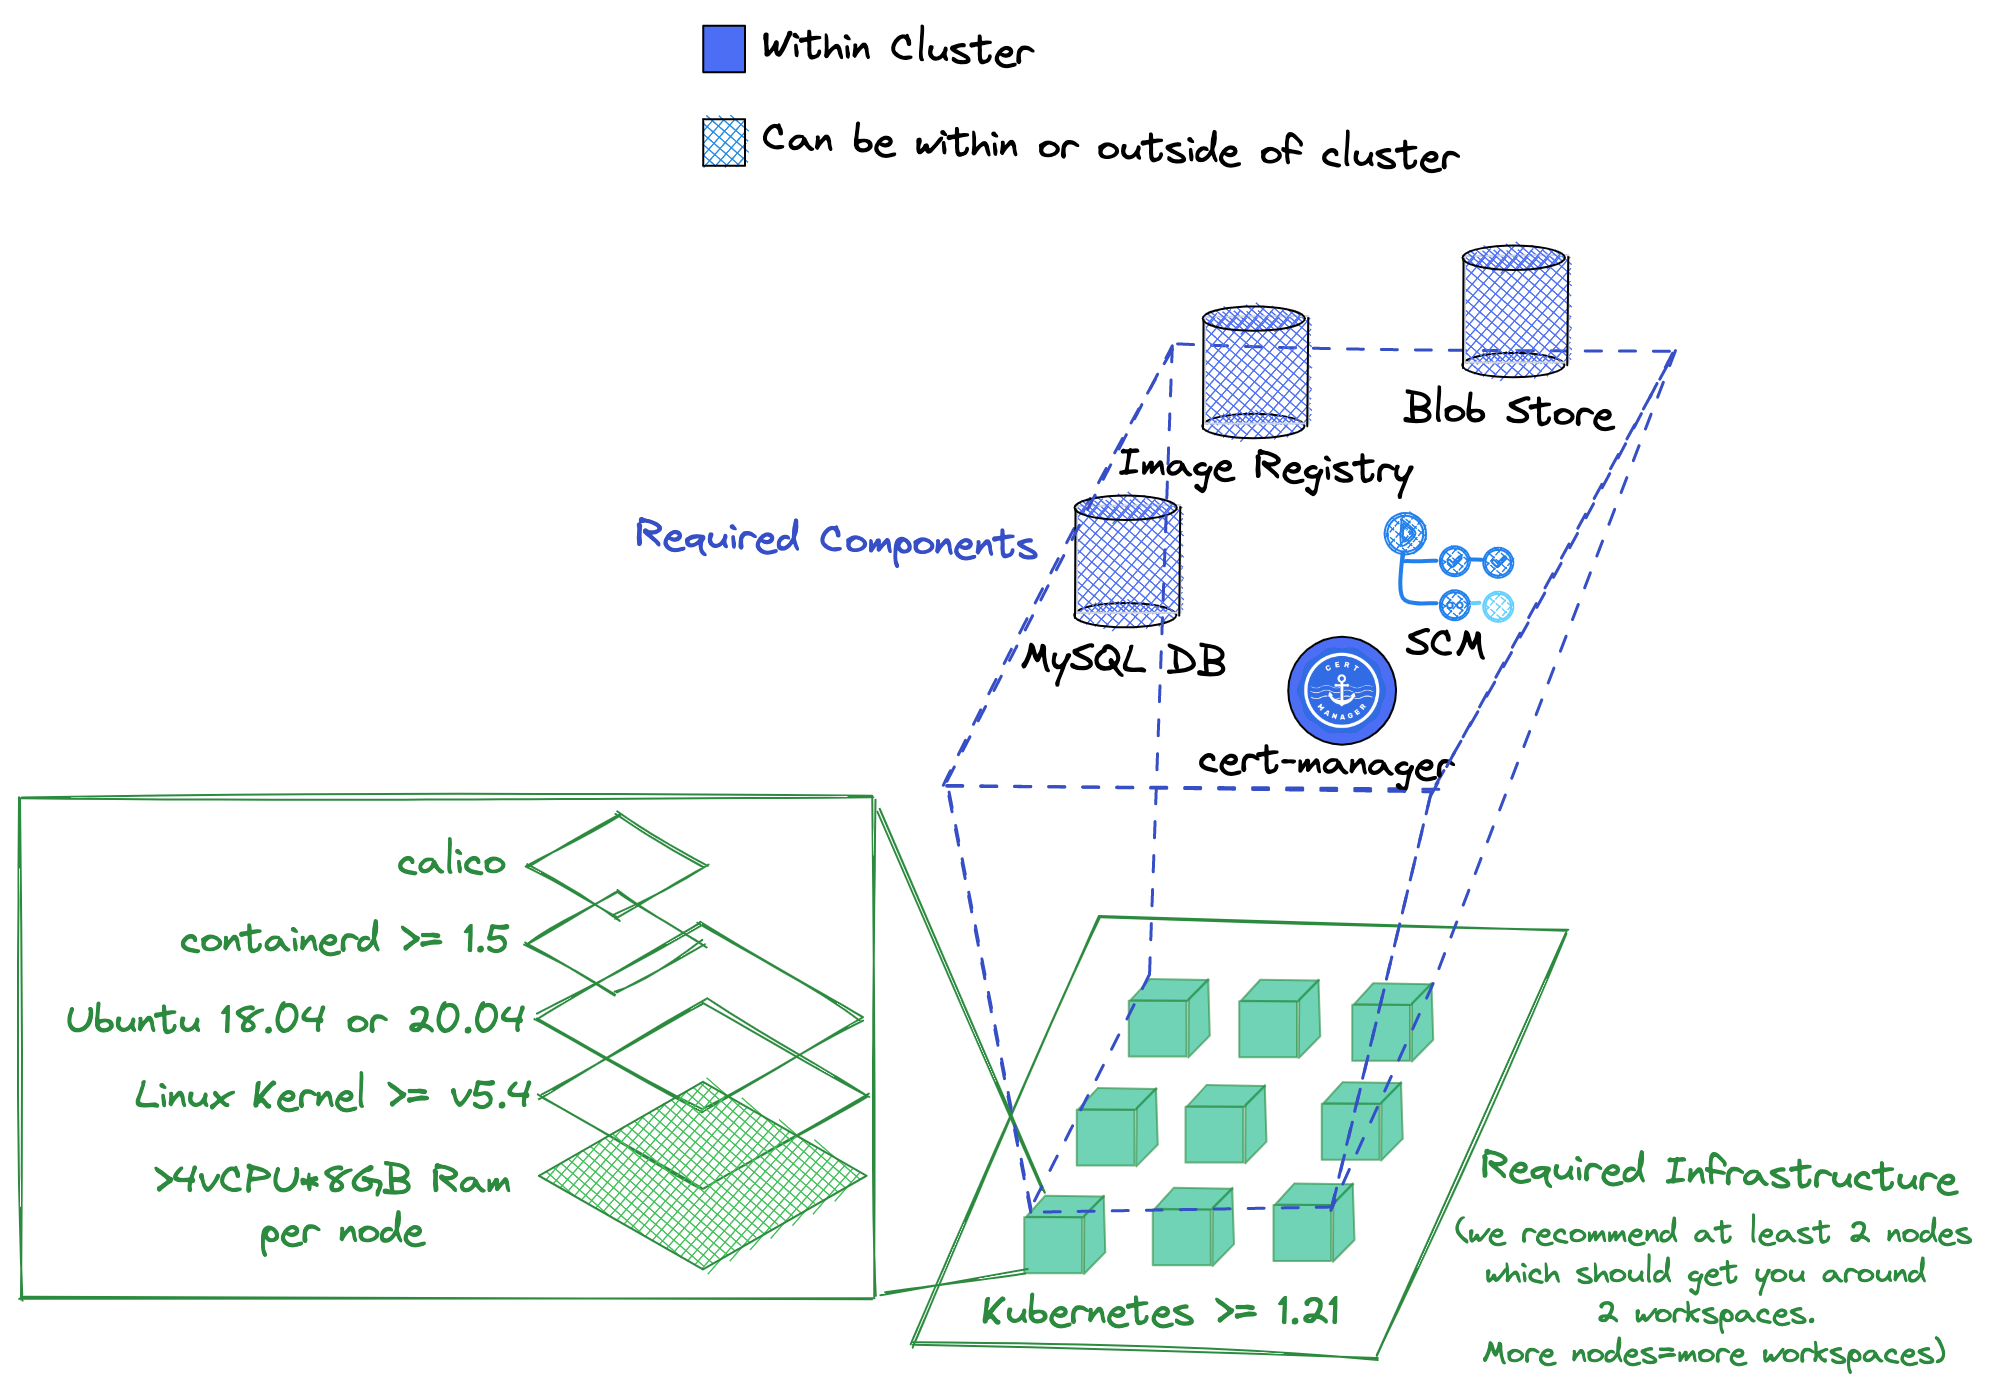 Within Cluster
Can be within or outside of cluster
Blob Store
Image Registry
Required Components
SCM
MySQL DB
CERT
MANAGER
cert-manager
calico
containerd >= 1.5
Ubuntu 18.04 or 20.04
Linux Kernel >= v5.4
>4vCPU*8GB Ram
per node
Kubernetes >= 1.21
Required Infrastructure
(we recommend at least 2 nodes
which should get you around
2 workspaces.
More nodes=more workspaces)